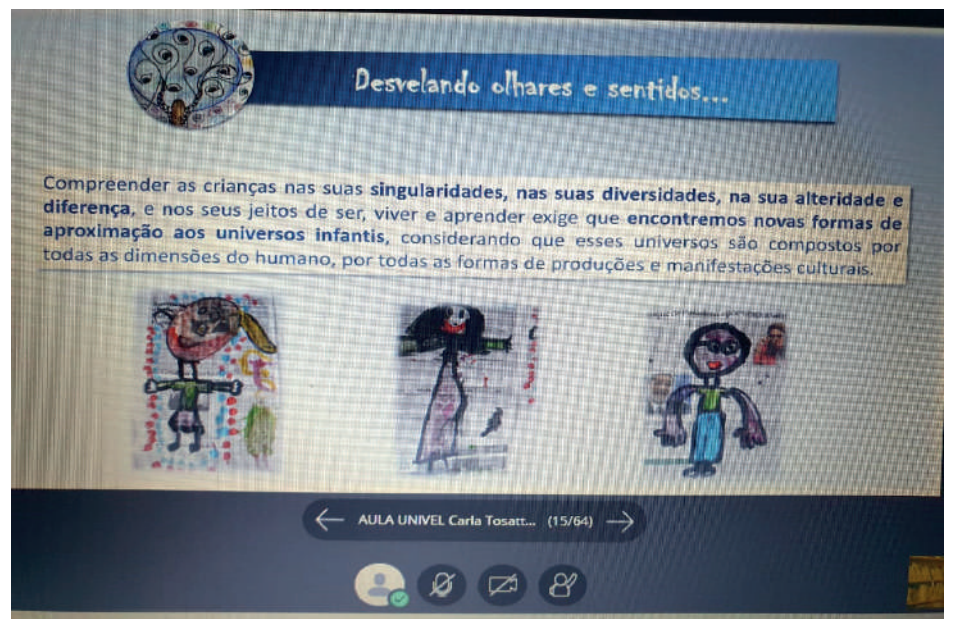 Desvelando olhares e sentidos...
Compreender as crianças nas suas singularidades, nas suas diversidades, na sua alteridade e
diferença, e nos seus jeitos de ser, viver e aprender exige que encontremos novas formas de
aproximação aos universos infantis, considerando que esses universos são compostos por
todas as dimensões do humano, por todas as formas de produções e manifestações culturais.
AULA UNIVEL Carla Tosatt... (15/64)